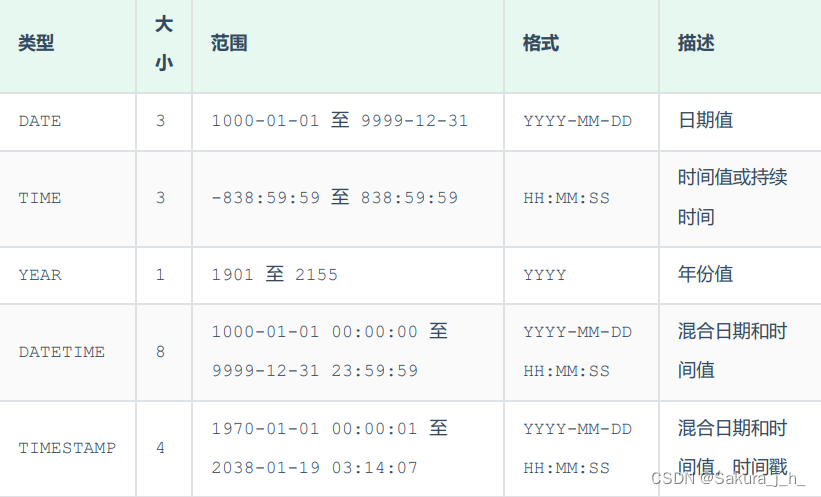 类型 大小 范围 格式 描述
DATE 3 1000-01-01 至 9999-12-31 YYYY-MM-DD 日期值
TIME 3 -838:59:59 至 838:59:59 HH:MM:SS 时间值或持续时间
YEAR 1 1901 至 2155 YYYY 年份值
DATETIME 8 1000-01-01 00:00:00 至 9999-12-31 23:59:59 YYYY-MM-DD HH:MM:SS 混合日期和时间值
TIMESTAMP 4 1970-01-01 00:00:01 至 2038-01-19 03:14:07 YYYY-MM-DD HH:MM:SS 混合日期和时间值，时间戳
CSDN @Sakura_j_h_